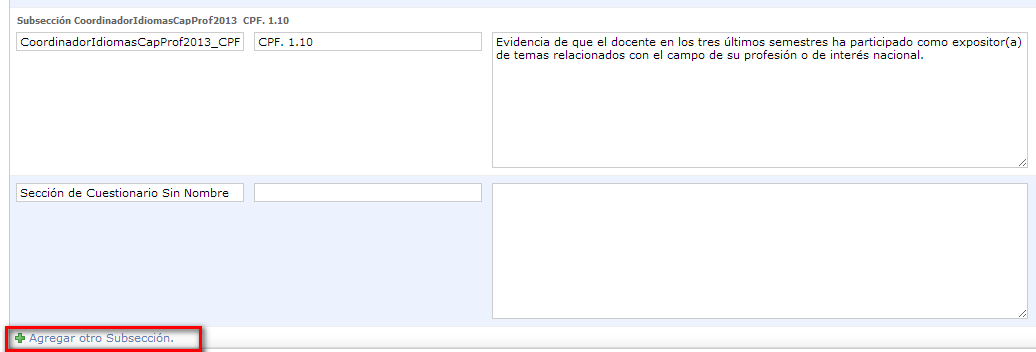 Subsección CoordinadorIdiomasCapProf2013 CPF. 1.10
CoordinadorIdiomasCapProf2013_CPF
CPF. 1.10
Evidencia de que el docente en los tres últimos semestres ha participado como expositor(a)
de temas relacionados con el campo de su profesión o de interés nacional.
Sección de Cuestionario Sin Nombre
Agregar otro Subsección.